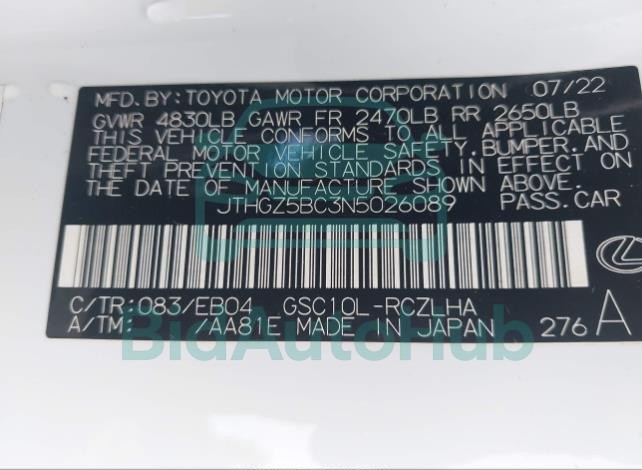 MFD.BY:TOYOTA MOTOR CORPORATION 07/22
GVWR 4830LB GAWR FR 2470LB RR 2650LB
THIS VEHICLE CONFORMS TO ALL APPLICABLE
FEDERAL MOTOR VEHICLE SAFETY,BUMPER,AND
THEFT PREVENTION STANDARDS IN EFFECT ON
THE DATE OF MANUFACTURE SHOWN ABOVE.
JTHGZ5BC3N5026089 PASS.CAR
C/TR:083/EB04 GSC10L-RCZLHA
A/TM: /AA81E MADE IN JAPAN 276 A
BidAutoHub